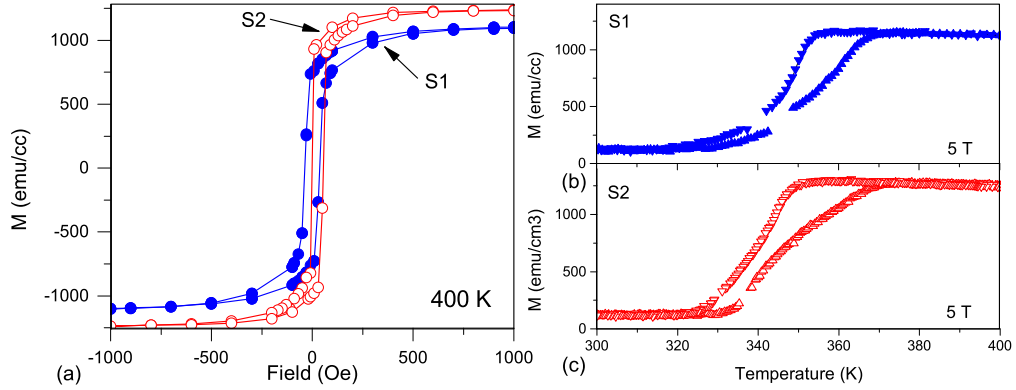 S2
S1
400 K
1000
500
0
-500
-1000
M (emu/cc)
-1000
-500
0
500
1000
Field (Oe)
(a)
S1
5 T
1000
500
0
M (emu/cc)
(b)
S2
5 T
1000
500
0
M (emu/cm3)
300
320
340
360
380
400
Temperature (K)
(c)